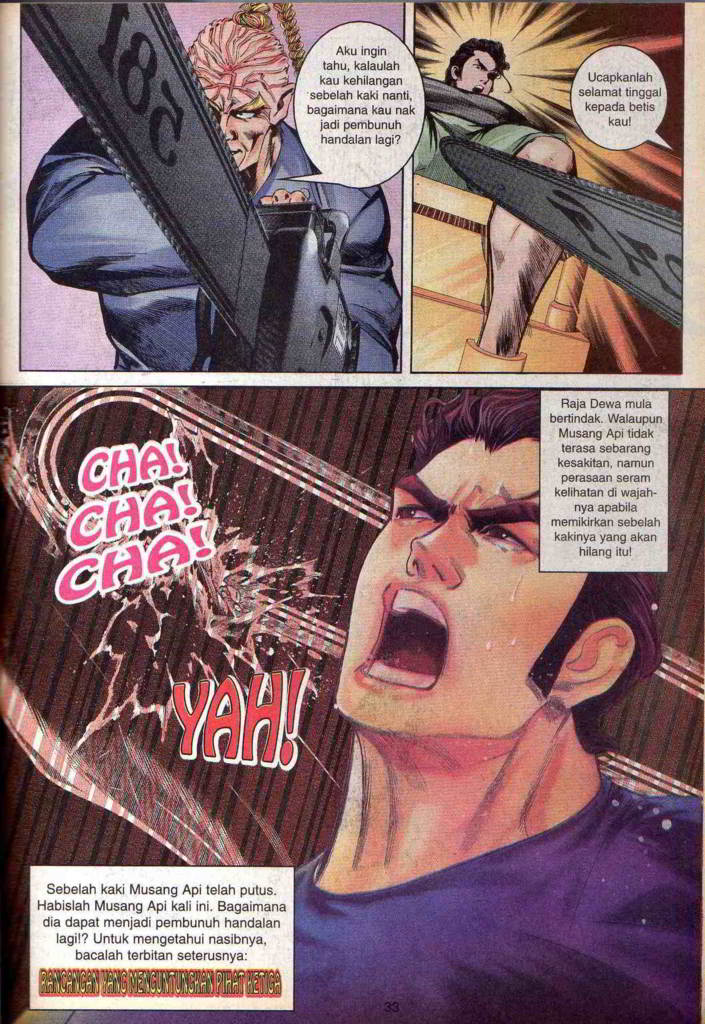 Aku ingin
tahu, kalaulah
kau kehilangan
sebelah kaki nanti,
bagaimana kau nak
jadi pembunuh
handalan lagi?
Ucapkanlah
selamat tinggal
kepada betis
kau!
Raja Dewa mula
bertindak. Walaupun
Musang Api tidak
terasa sebarang
kesakitan, namun
perasaan seram
kelihatan di wajah-
nya apabila
memikirkan sebelah
kakinya yang akan
hilang itu!
CHA!
CHA!
CHA!
YAH!
Sebelah kaki Musang Api telah putus.
Habislah Musang Api kali ini. Bagaimana
dia dapat menjadi pembunuh handalan
lagi!? Untuk mengetahui nasibnya,
bacalah terbitan seterusnya:
RANCANGAN YANG MENGUNTUNGKAN PIHAK KETIGA
33